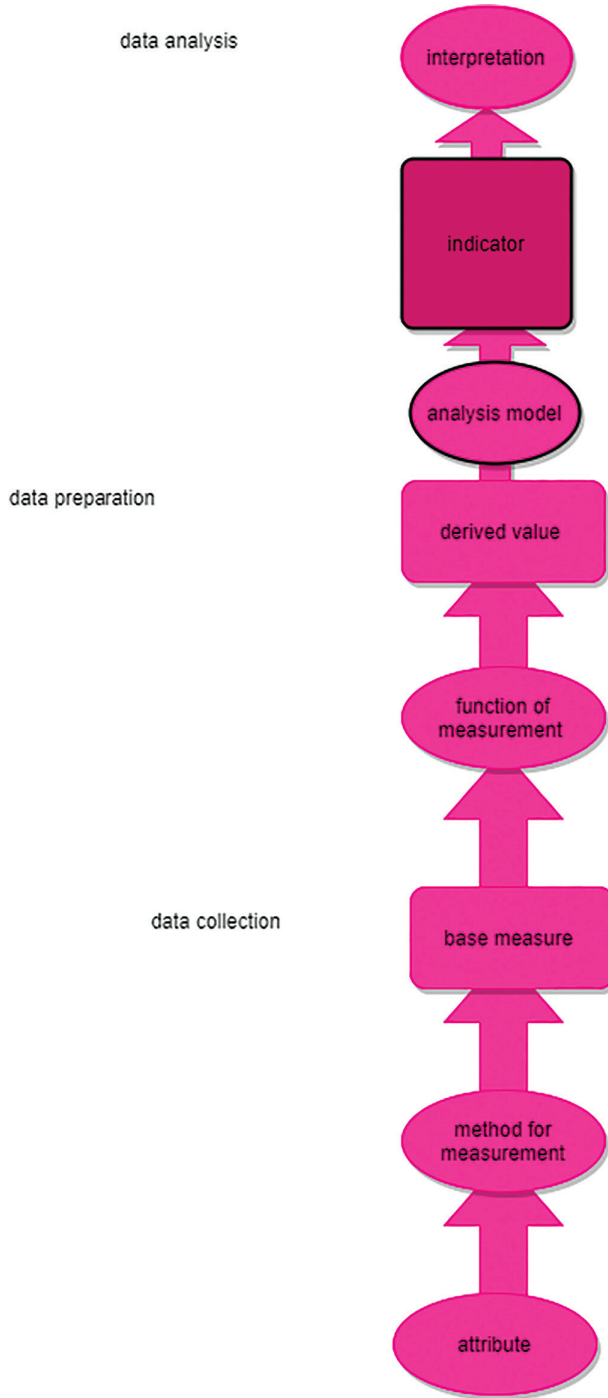 data analysis
interpretation
indicator
analysis model
data preparation
derived value
function of
measurement
data collection
base measure
method for
measurement
attribute